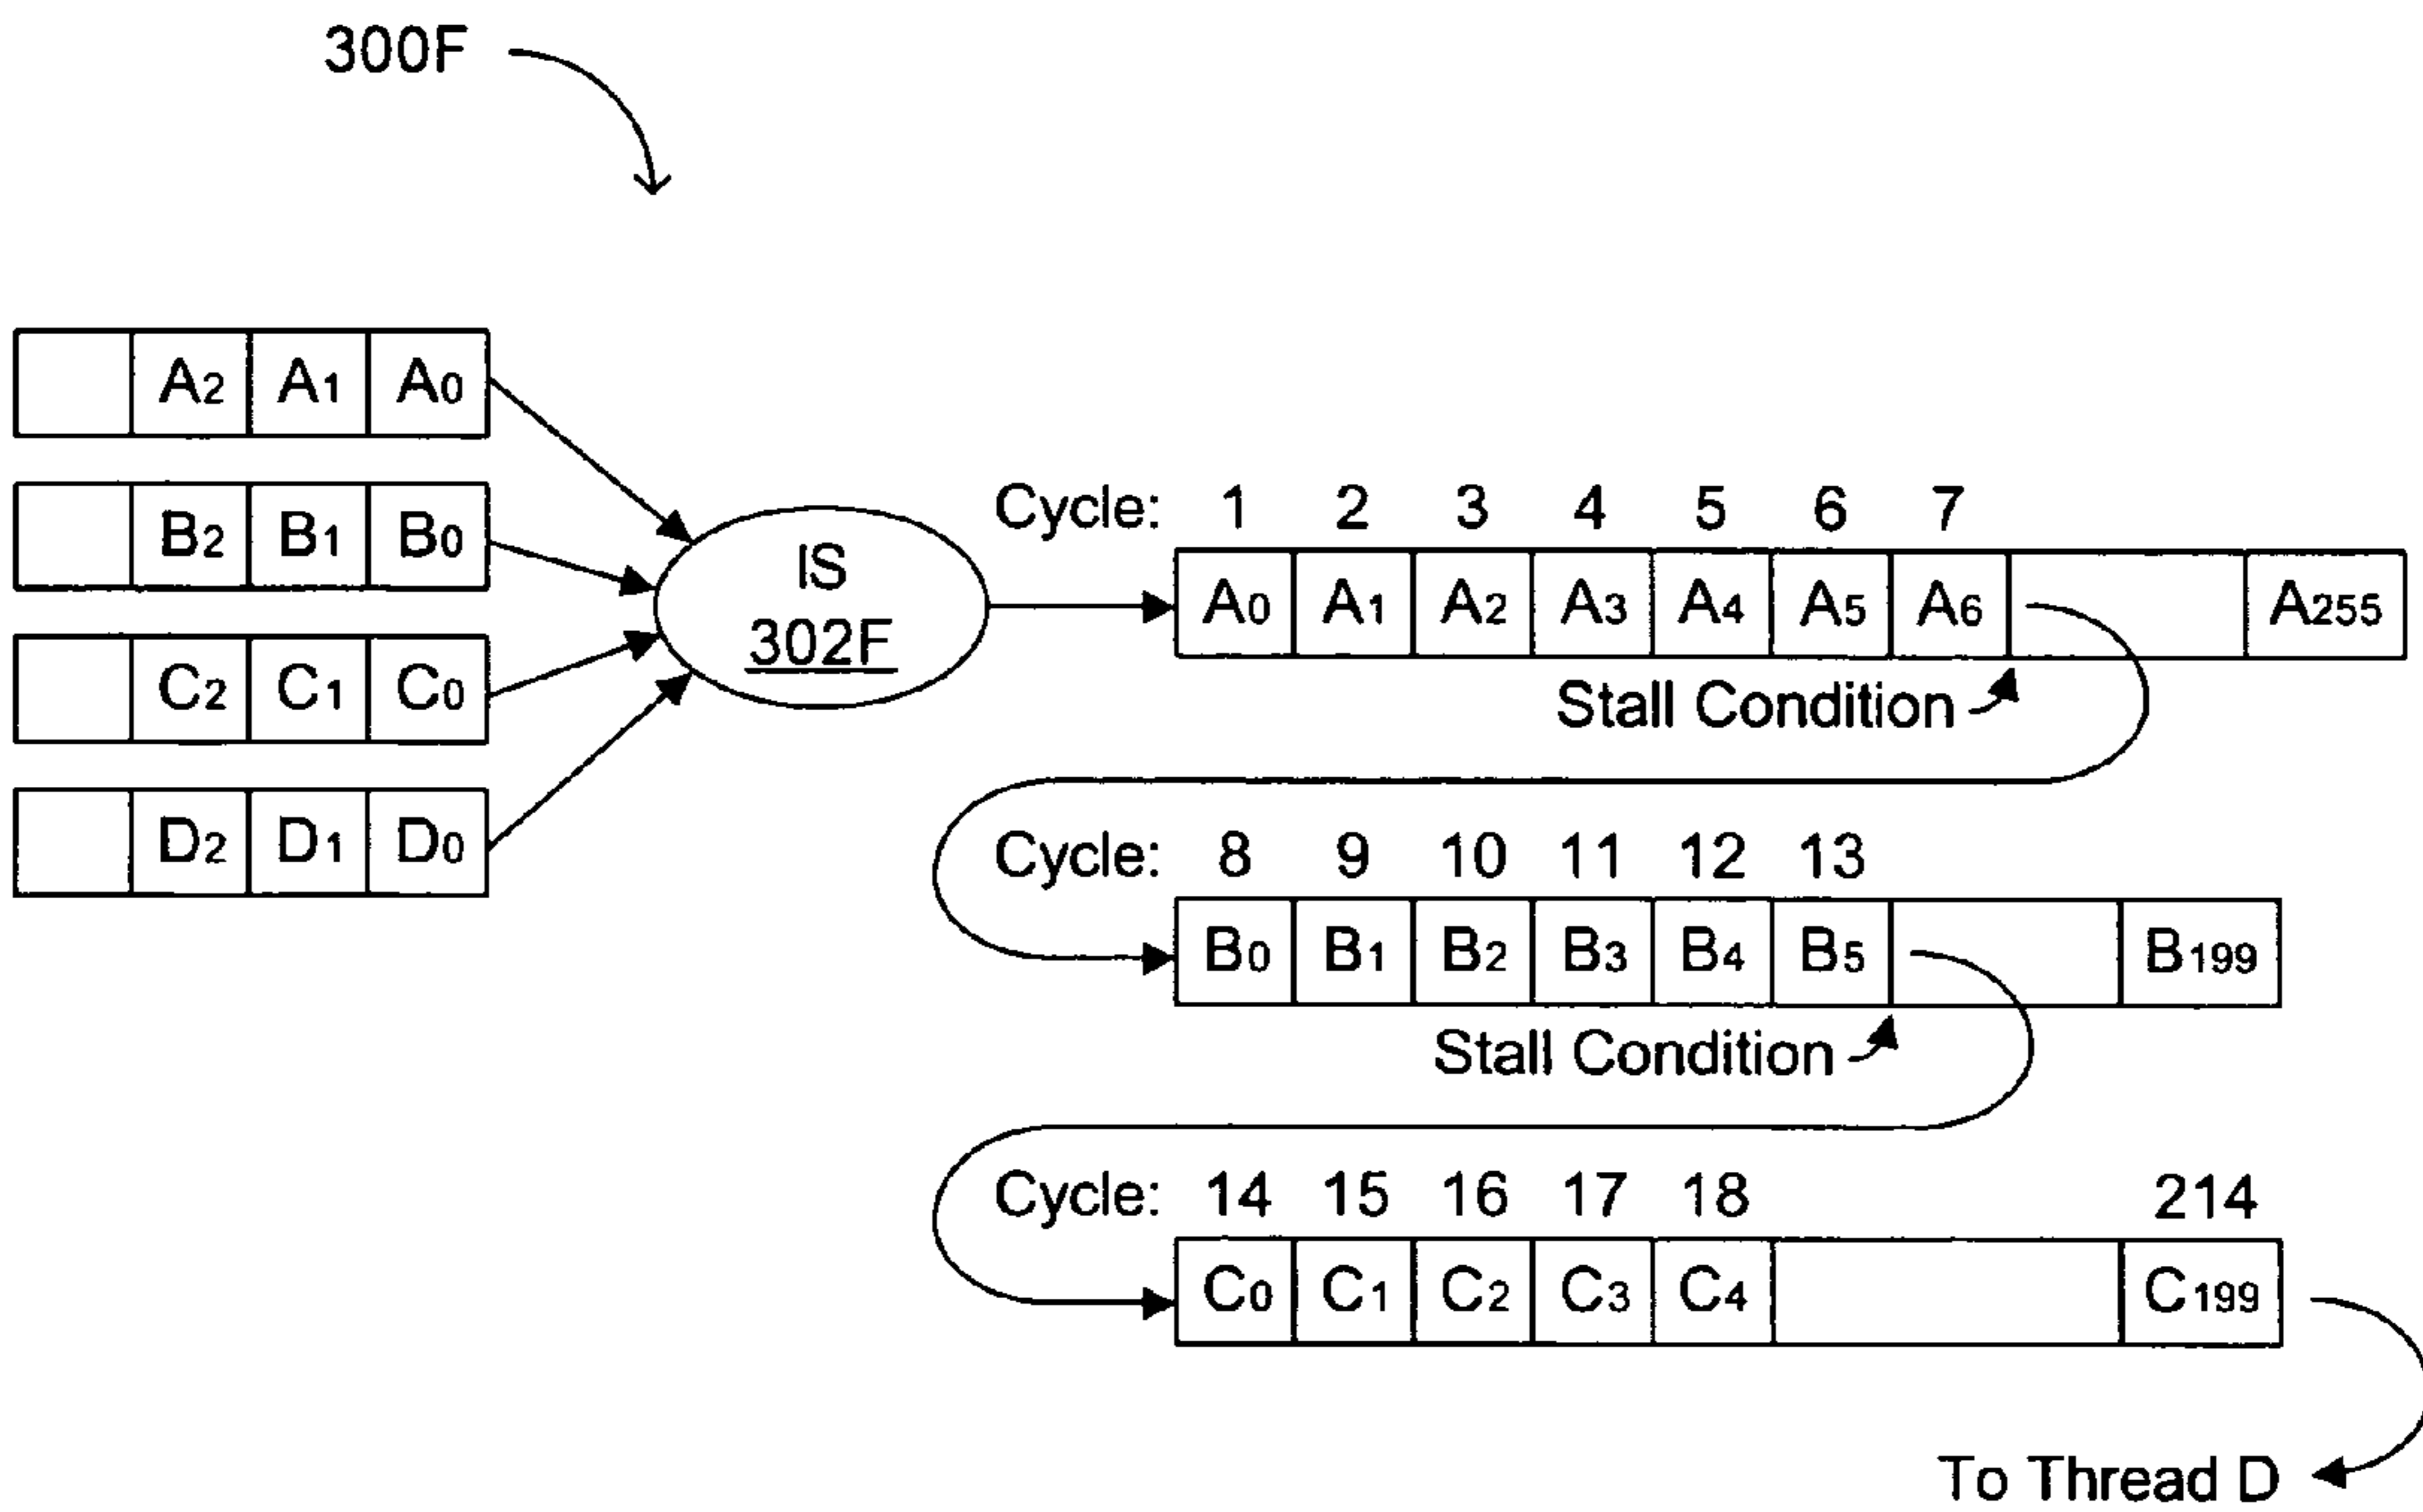 300F
A2 A1 A0
B2 B1 B0
C2 C1 C0
D2 D1 D0
IS
302F
Cycle: 1 2 3 4 5 6 7
A0 A1 A2 A3 A4 A5 A6 A255
Stall Condition
Cycle: 8 9 10 11 12 13
B0 B1 B2 B3 B4 B5 B199
Stall Condition
Cycle: 14 15 16 17 18 214
C0 C1 C2 C3 C4 C199
To Thread D